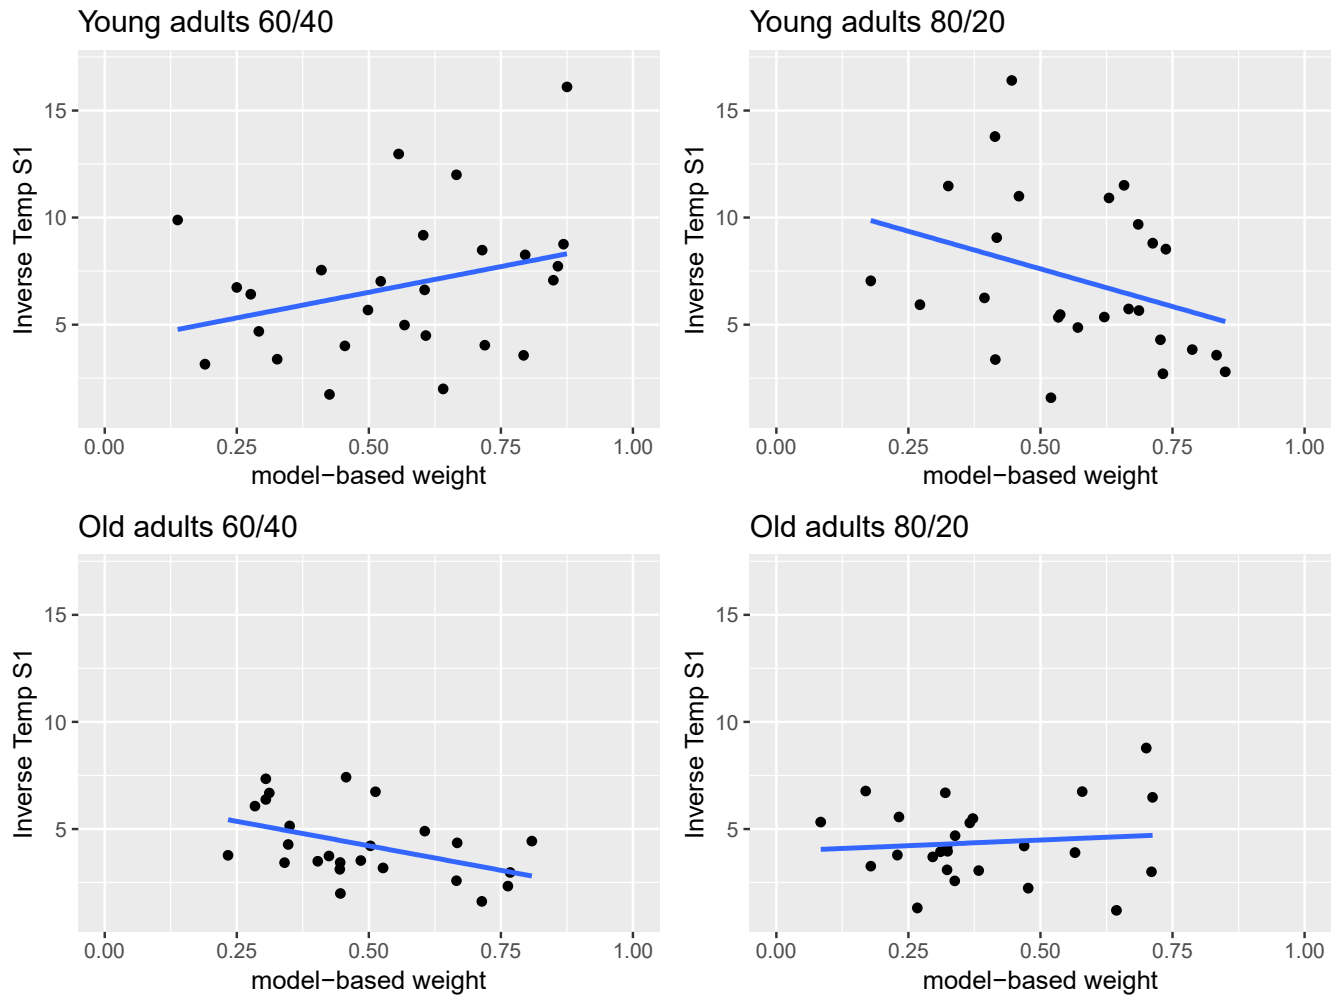 Young adults 60/40
Inverse Temp S1
15
10
5
0.00 0.25 0.50 0.75 1.00
model−based weight
Young adults 80/20
Inverse Temp S1
15
10
5
0.00 0.25 0.50 0.75 1.00
model−based weight
Old adults 60/40
Inverse Temp S1
15
10
5
0.00 0.25 0.50 0.75 1.00
model−based weight
Old adults 80/20
Inverse Temp S1
15
10
5
0.00 0.25 0.50 0.75 1.00
model−based weight